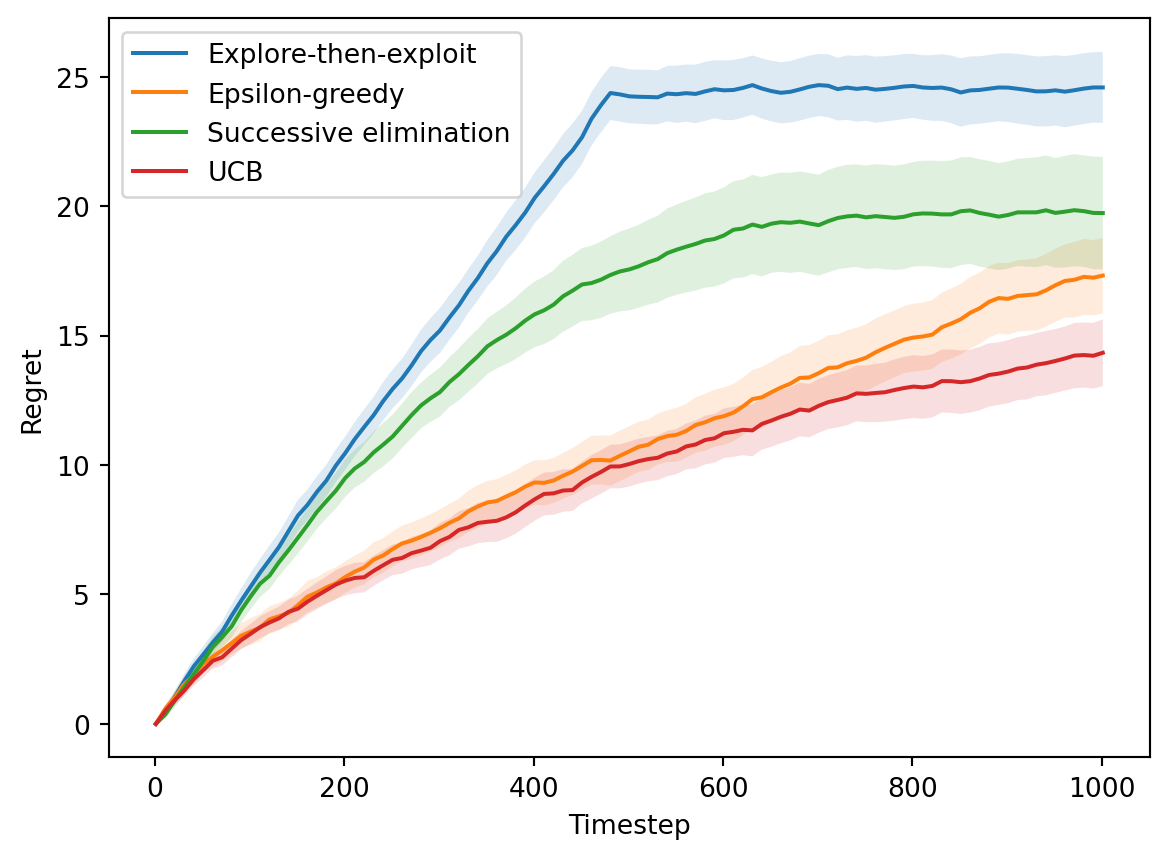 Explore-then-exploit
Epsilon-greedy
Successive elimination
UCB
Regret
25
20
15
10
5
0
0 200 400 600 800 1000
Timestep